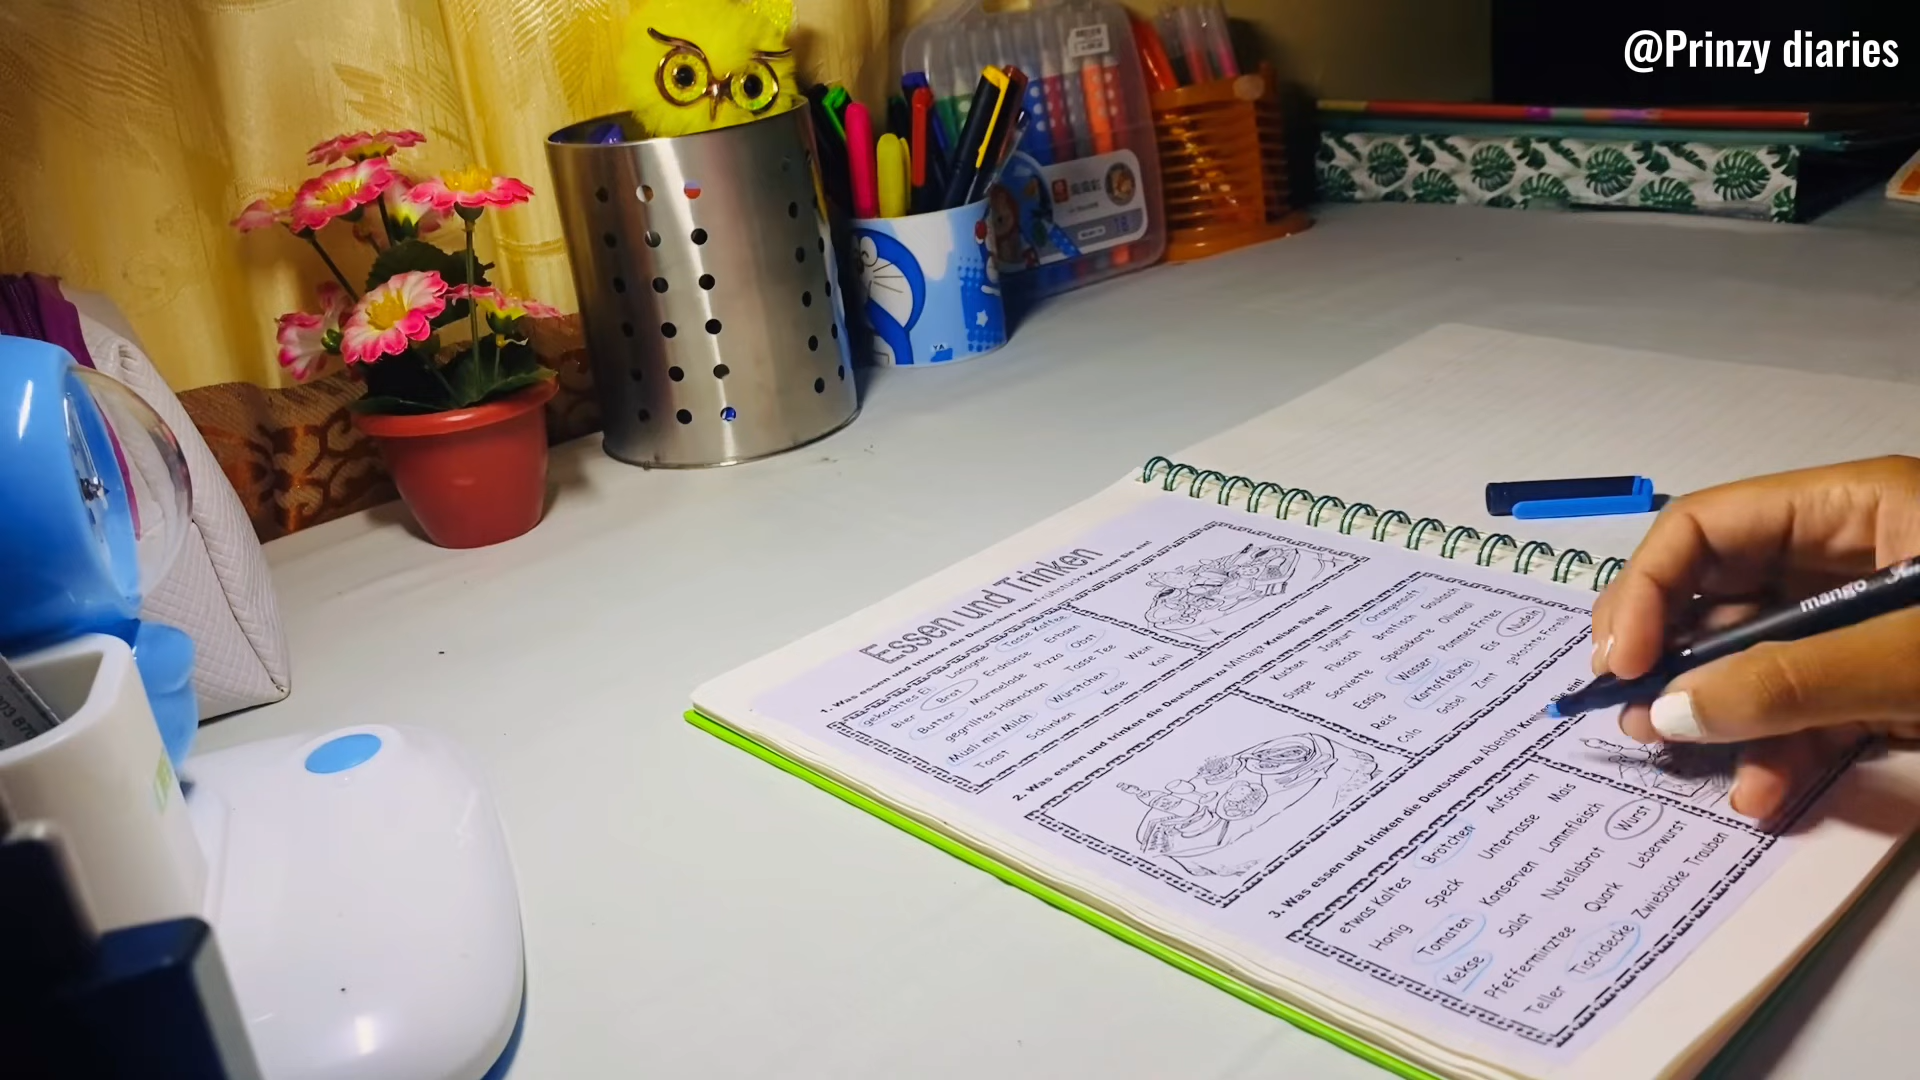 @Prinzy diaries
mango
18
Essen und Trinken
1. Was essen und trinken die Deutschen zum Frühstück? Kreisen Sie ein!
gekochtes Ei Lasagne Tasse Kaffee
Bier Brot Erdnüsse Erbsen
Butter Marmelade Pizza Obst
gegrilltes Hähnchen Tasse Tee
Müsli mit Milch Würstchen Wein
Toast Schinken Käse Kohl
2. Was essen und trinken die Deutschen zu Mittag? Kreisen Sie ein!
Kuchen Joghurt Orangensaft
Suppe Fleisch Bratfisch Goulasch
Serviette Speisekarte Olivenöl
Essig Wasser Pommes Frites Nudeln
Reis Kartoffelbrei Eis
Cola Gabel Zimt gekochte Forelle
3. Was essen und trinken die Deutschen zu Abend? Kreisen Sie ein!
etwas Kaltes Brötchen Aufschnitt
Honig Speck Untertasse Mais
Tomaten Konserven Lammfleisch
Kekse Salat Nutellabrot Wurst
Pfefferminztee Quark Leberwurst
Teller Tischdecke Zwiebäcke Trauben